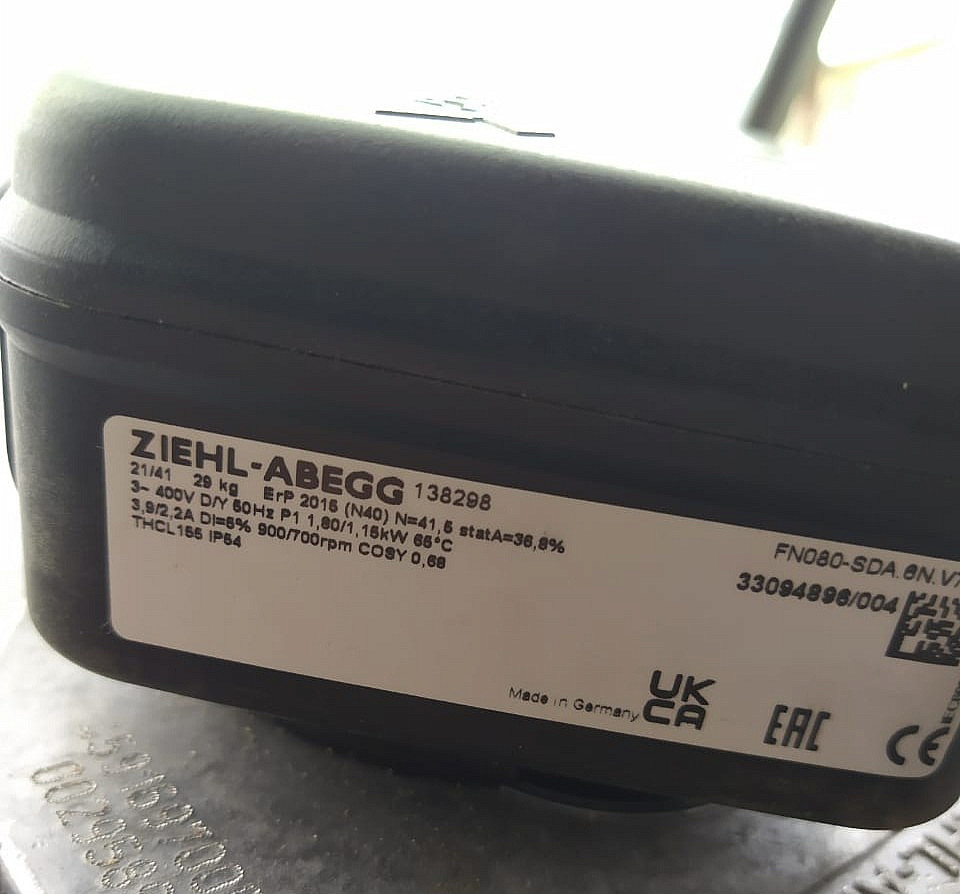 ZIEHL-ABEGG 138298
21/41 29 kg ErP 2015 (N40) N=41,5 statA=36,8%
3~ 400V D/Y 50Hz P1 1,80/1,15kW 65°C
3,9/2,2A DI=5% 900/700rpm COSY 0,68
THCL155 IP54
FN080-SDA.6N.V7
33094896/004
Made in Germany
UK
CA
EAC
CE